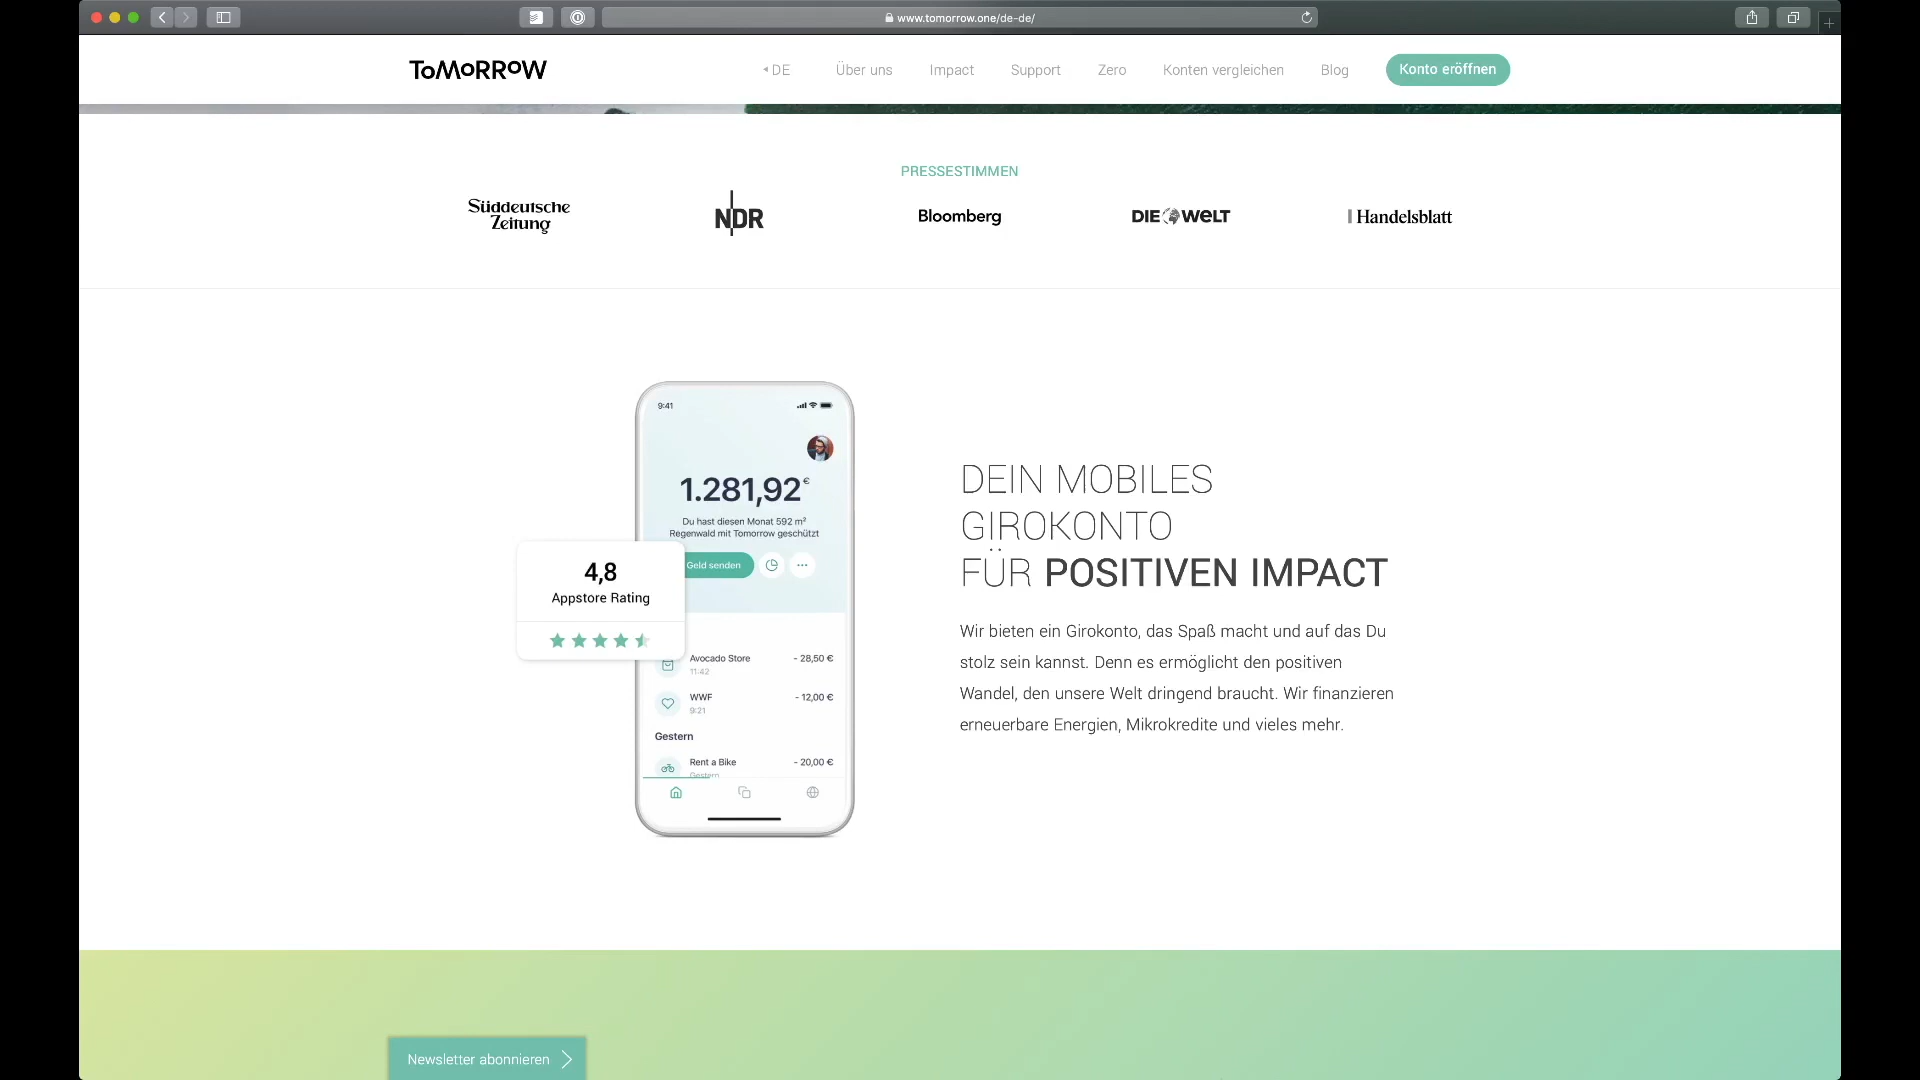 www.tomorrow.one/de-de/
ToMoRRoW
DE
Über uns
Impact
Support
Zero
Konten vergleichen
Blog
Konto eröffnen
PRESSESTIMMEN
Süddeutsche
Zeitung
NDR
Bloomberg
DIE WELT
Handelsblatt
9:41
1.281,92 €
Du hast diesen Monat 592 m²
Regenwald mit Tomorrow geschützt
Geld senden
4,8
Appstore Rating
Avocado Store
- 28,50 €
11:42
WWF
- 12,00 €
9:21
Gestern
Rent a Bike
- 20,00 €
Gestern
DEIN MOBILES
GIROKONTO
FÜR POSITIVEN IMPACT
Wir bieten ein Girokonto, das Spaß macht und auf das Du
stolz sein kannst. Denn es ermöglicht den positiven
Wandel, den unsere Welt dringend braucht. Wir finanzieren
erneuerbare Energien, Mikrokredite und vieles mehr.
Newsletter abonnieren